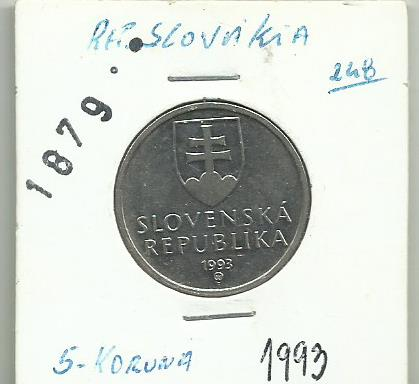 Rep. SLOVAKIA
248
1879
SLOVENSKÁ
REPUBLIKA
1993
5-KORUNA 1993